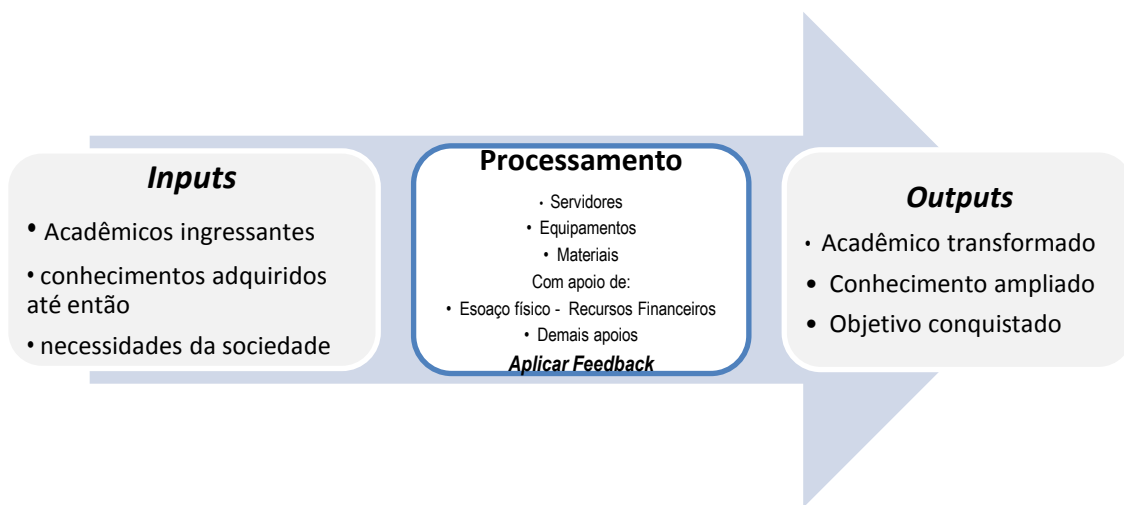 Inputs
• Acadêmicos ingressantes
• conhecimentos adquiridos
até então
• necessidades da sociedade
Processamento
• Servidores
• Equipamentos
• Materiais
Com apoio de:
• Esoaço físico - Recursos Financeiros
• Demais apoios
Aplicar Feedback
Outputs
• Acadêmico transformado
• Conhecimento ampliado
• Objetivo conquistado